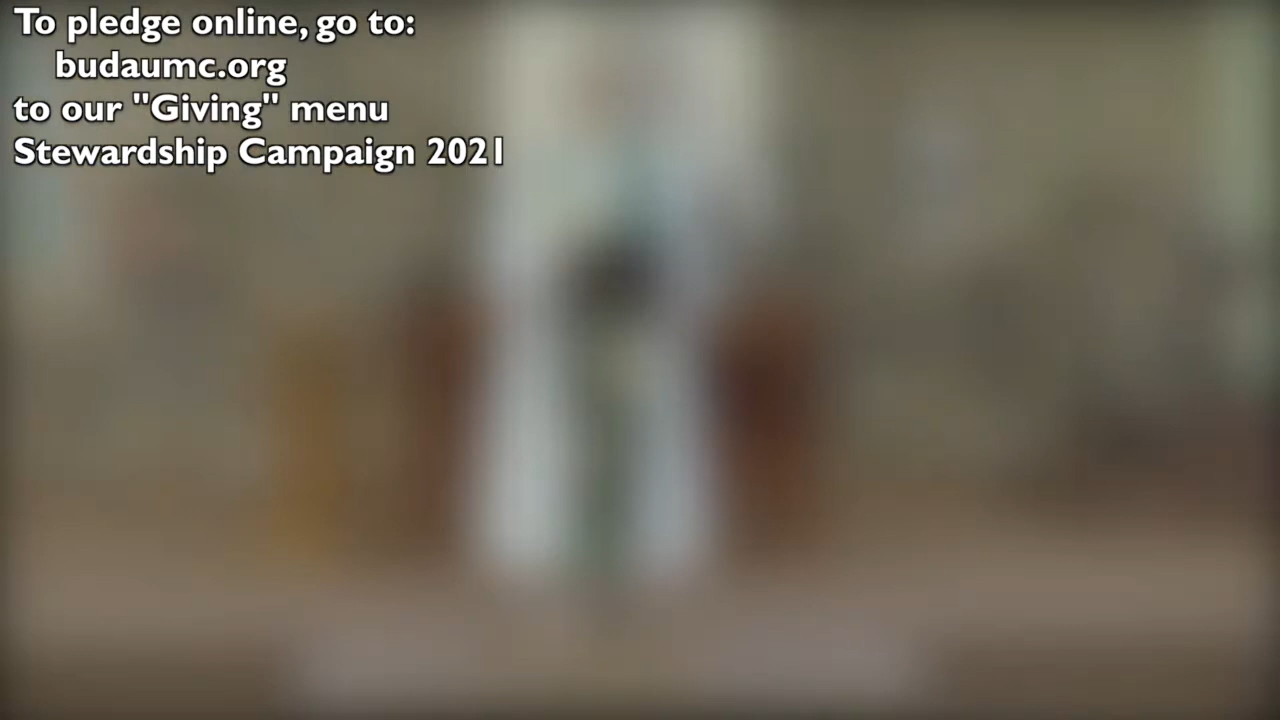 To pledge online, go to:
budaumc.org
to our "Giving" menu
Stewardship Campaign 2021